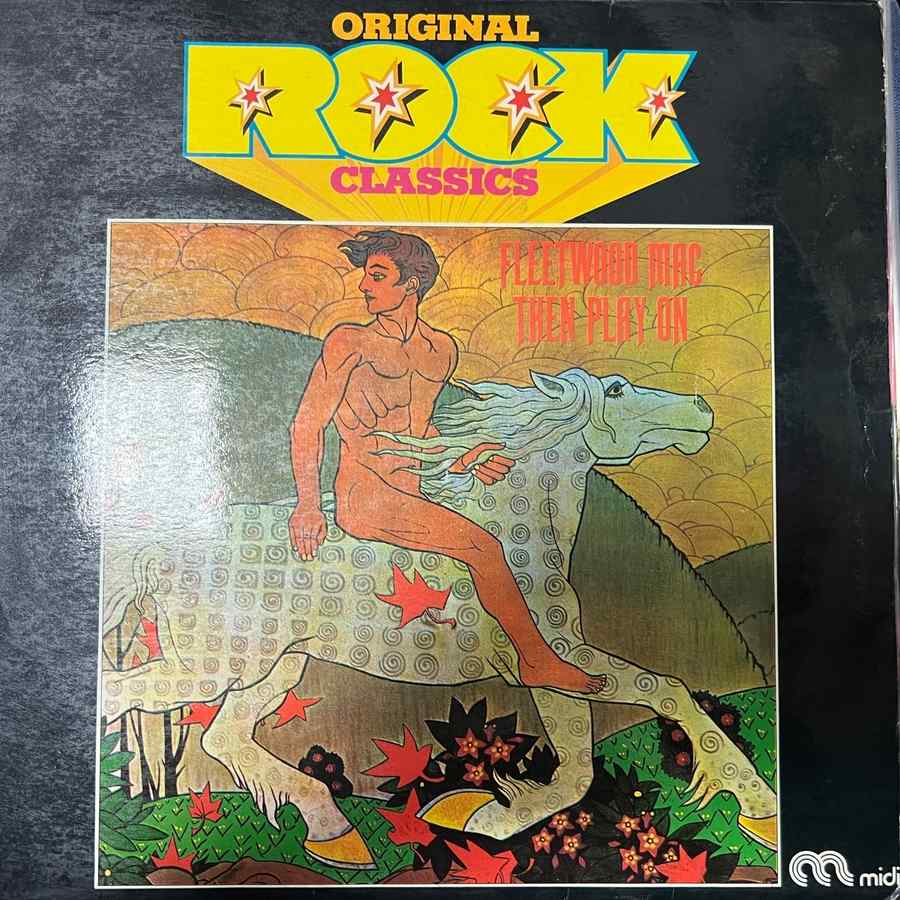 ORIGINAL
ROCK
CLASSICS
FLEETWOOD MAC
THEN PLAY ON
midi